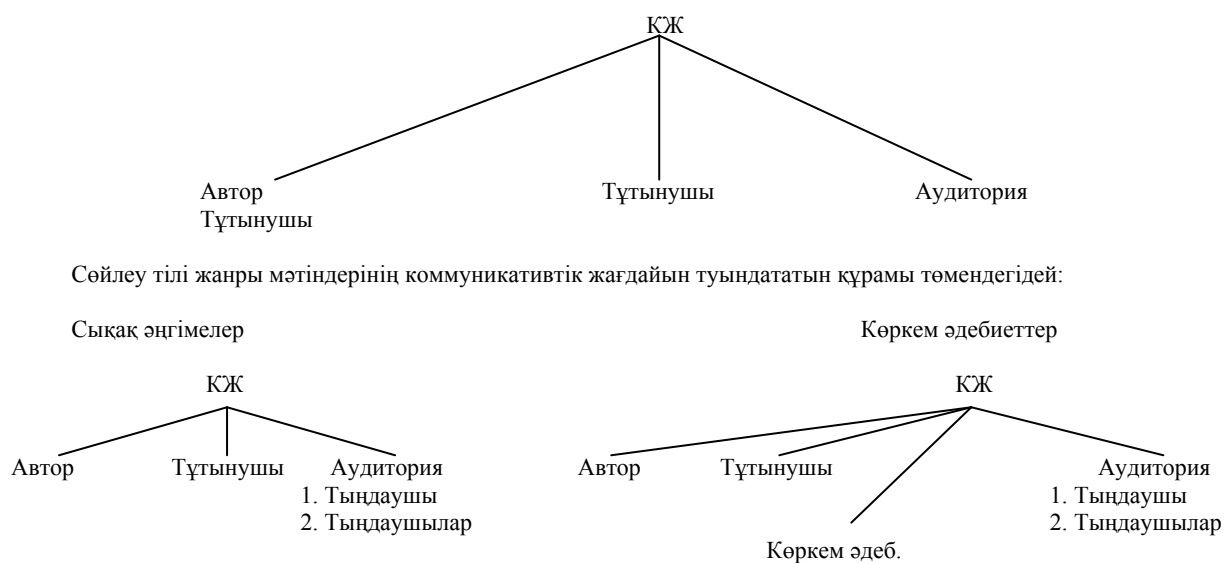 КЖ
Автор Тұтынушы Аудитория
Тұтынушы
Сөйлеу тілі жанры мәтіндерінің коммуникативтік жағдайын туындататын құрамы төмендегідей:
Сықақ әңгімелер Көркем әдебиеттер
КЖ КЖ
Автор Тұтынушы Аудитория Автор Тұтынушы Аудитория
1. Тыңдаушы 1. Тыңдаушы
2. Тыңдаушылар 2. Тыңдаушылар
Көркем әдеб.